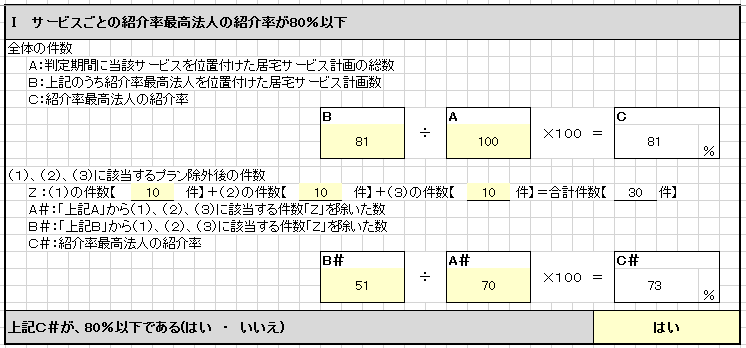 Ⅰ　サービスごとの紹介率最高法人の紹介率が80％以下
全体の件数
A：判定期間に当該サービスを位置付けた居宅サービス計画の総数
B：上記のうち紹介率最高法人を位置付けた居宅サービス計画数
C：紹介率最高法人の紹介率
B　A　C
81　÷　100　×100　＝　81　％
(1)、(2)、(3)に該当するプラン除外後の件数
Z：(1)の件数【　10　件】＋(2)の件数【　10　件】＋(3)の件数【　10　件】＝合計件数【　30　件】
A＃：「上記A」から(1)、(2)、(3)に該当する件数「Z」を除いた数
B＃：「上記B」から(1)、(2)、(3)に該当する件数「Z」を除いた数
C＃：紹介率最高法人の紹介率
B＃　A＃　C＃
51　÷　70　×100　＝　73　％
上記C＃が、80％以下である(はい　・　いいえ)　はい